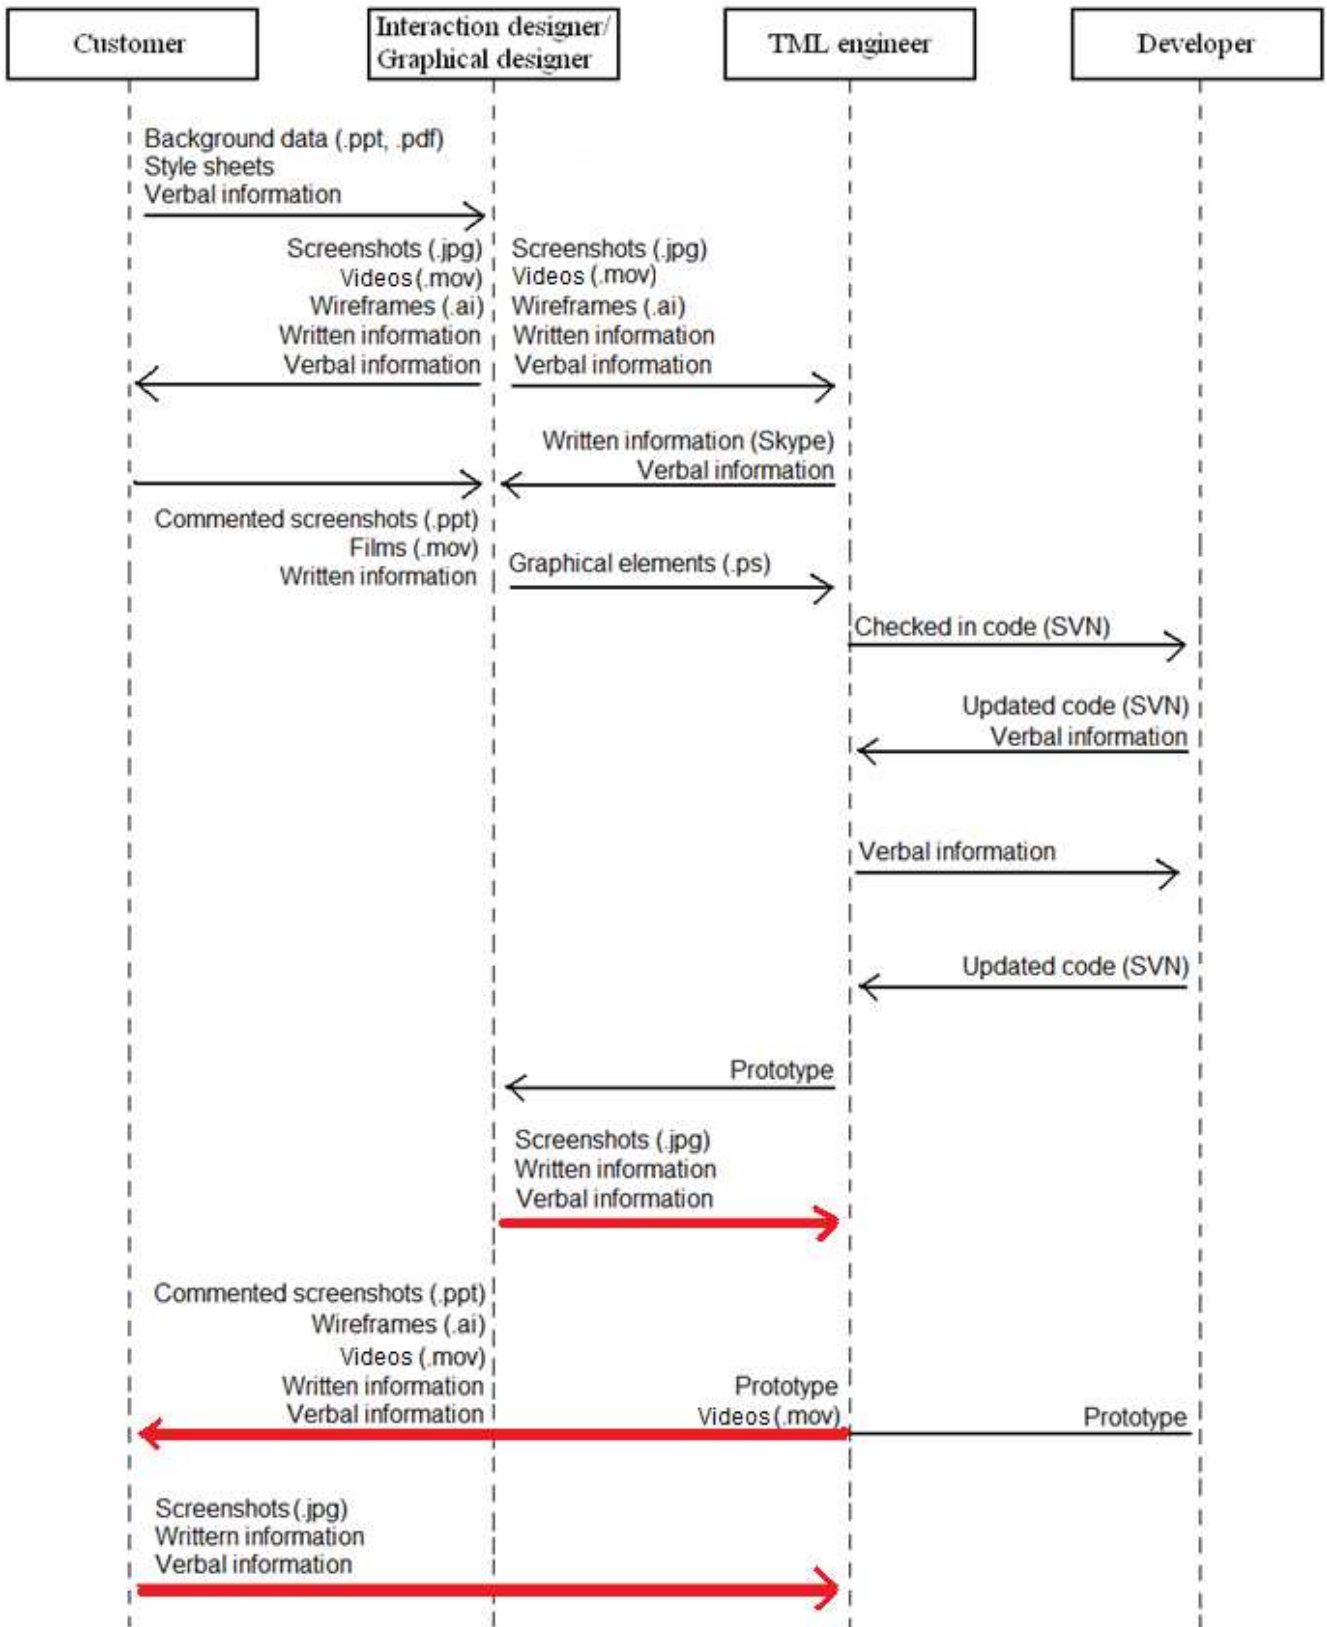 Customer
Interaction designer/
Graphical designer
TML engineer
Developer
Background data (.ppt, .pdf)
Style sheets
Verbal information
Screenshots (.jpg)
Videos (.mov)
Wireframes (.ai)
Written information
Verbal information
Screenshots (.jpg)
Videos (.mov)
Wireframes (.ai)
Written information
Verbal information
Written information (Skype)
Verbal information
Commented screenshots (.ppt)
Films (.mov)
Written information
Graphical elements (.ps)
Checked in code (SVN)
Updated code (SVN)
Verbal information
Verbal information
Updated code (SVN)
Prototype
Screenshots (.jpg)
Written information
Verbal information
Commented screenshots (.ppt)
Wireframes (.ai)
Videos (.mov)
Written information
Verbal information
Prototype
Videos (.mov)
Prototype
Screenshots (.jpg)
Writtern information
Verbal information